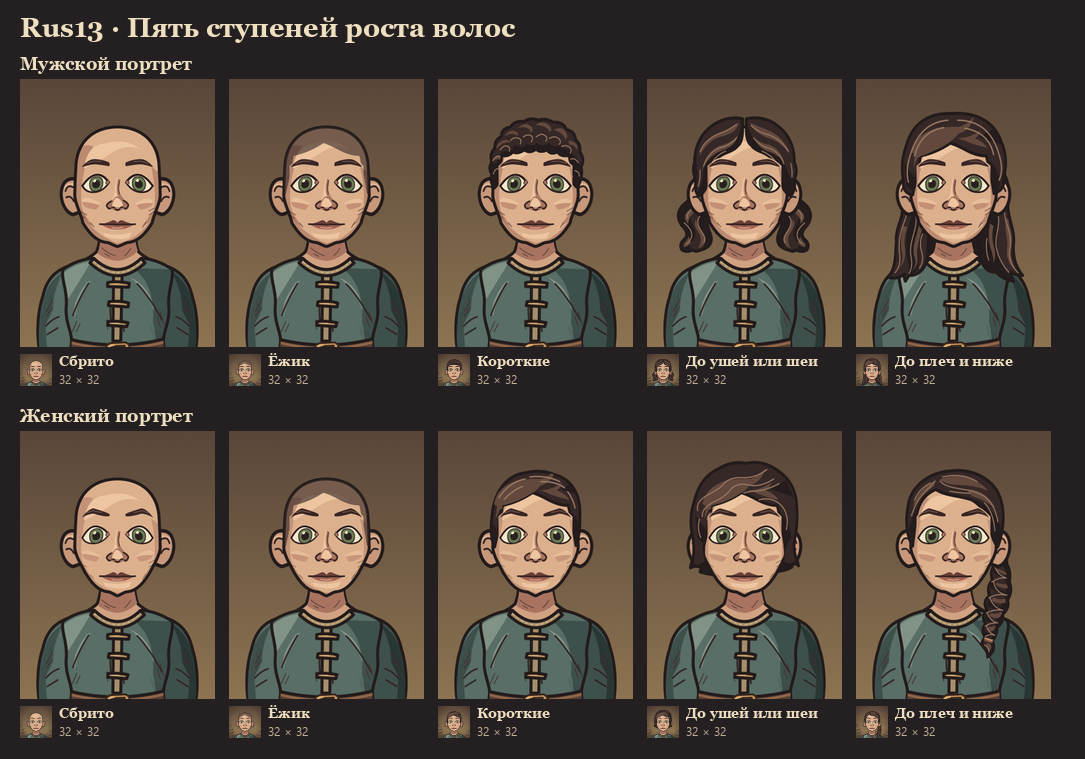 Rus13 · Пять ступеней роста волос
Мужской портрет
Сбрито
32 × 32
Ёжик
32 × 32
Короткие
32 × 32
До ушей или шеи
32 × 32
До плеч и ниже
32 × 32
Женский портрет
Сбрито
32 × 32
Ёжик
32 × 32
Короткие
32 × 32
До ушей или шеи
32 × 32
До плеч и ниже
32 × 32